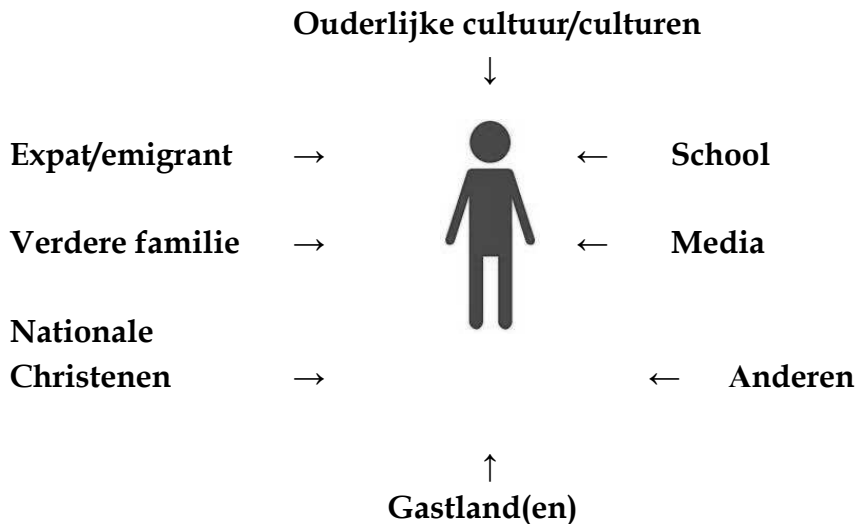 Ouderlijke cultuur/culturen
↓
Expat/emigrant → ← School
Verdere familie → ← Media
Nationale
Christenen → ← Anderen
↑
Gastland(en)